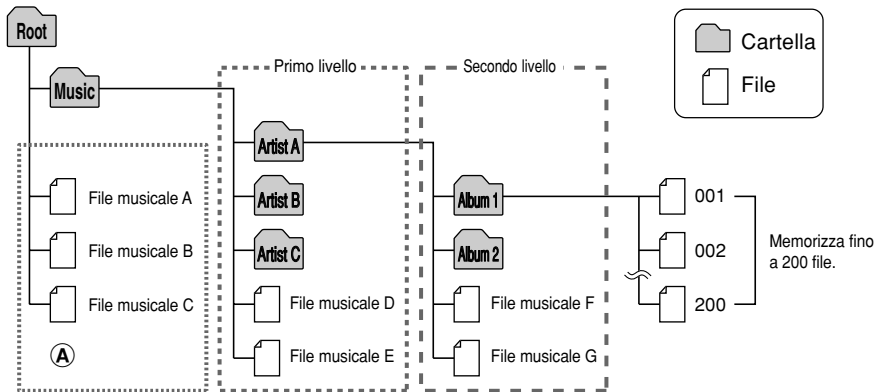 Root
Cartella
File
Primo livello
Secondo livello
Music
Artist A
File musicale A
Artist B
Album 1
001
File musicale B
Artist C
Album 2
002
Memorizza fino
a 200 file.
File musicale C
File musicale D
File musicale F
200
A
File musicale E
File musicale G